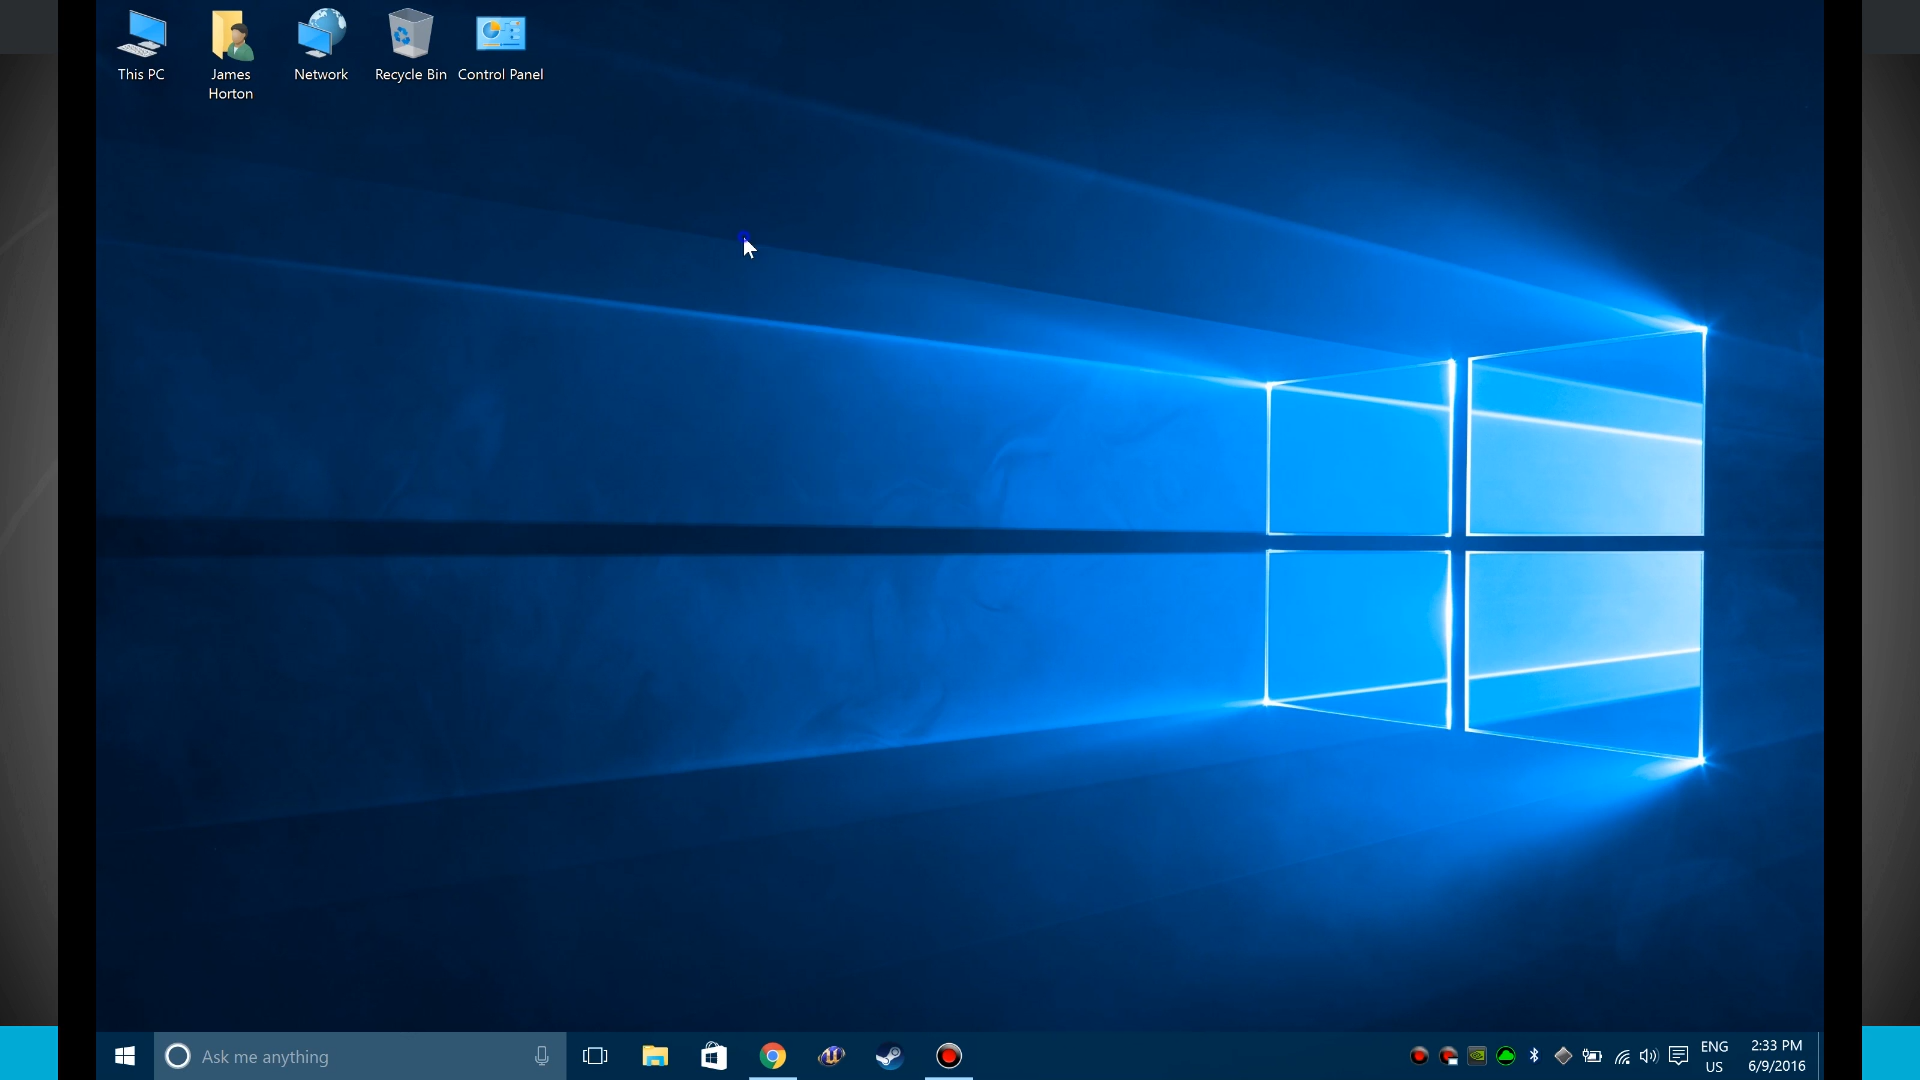 This PC
James
Horton
Network
Recycle Bin
Control Panel
Ask me anything
ENG
US
2:33 PM
6/9/2016